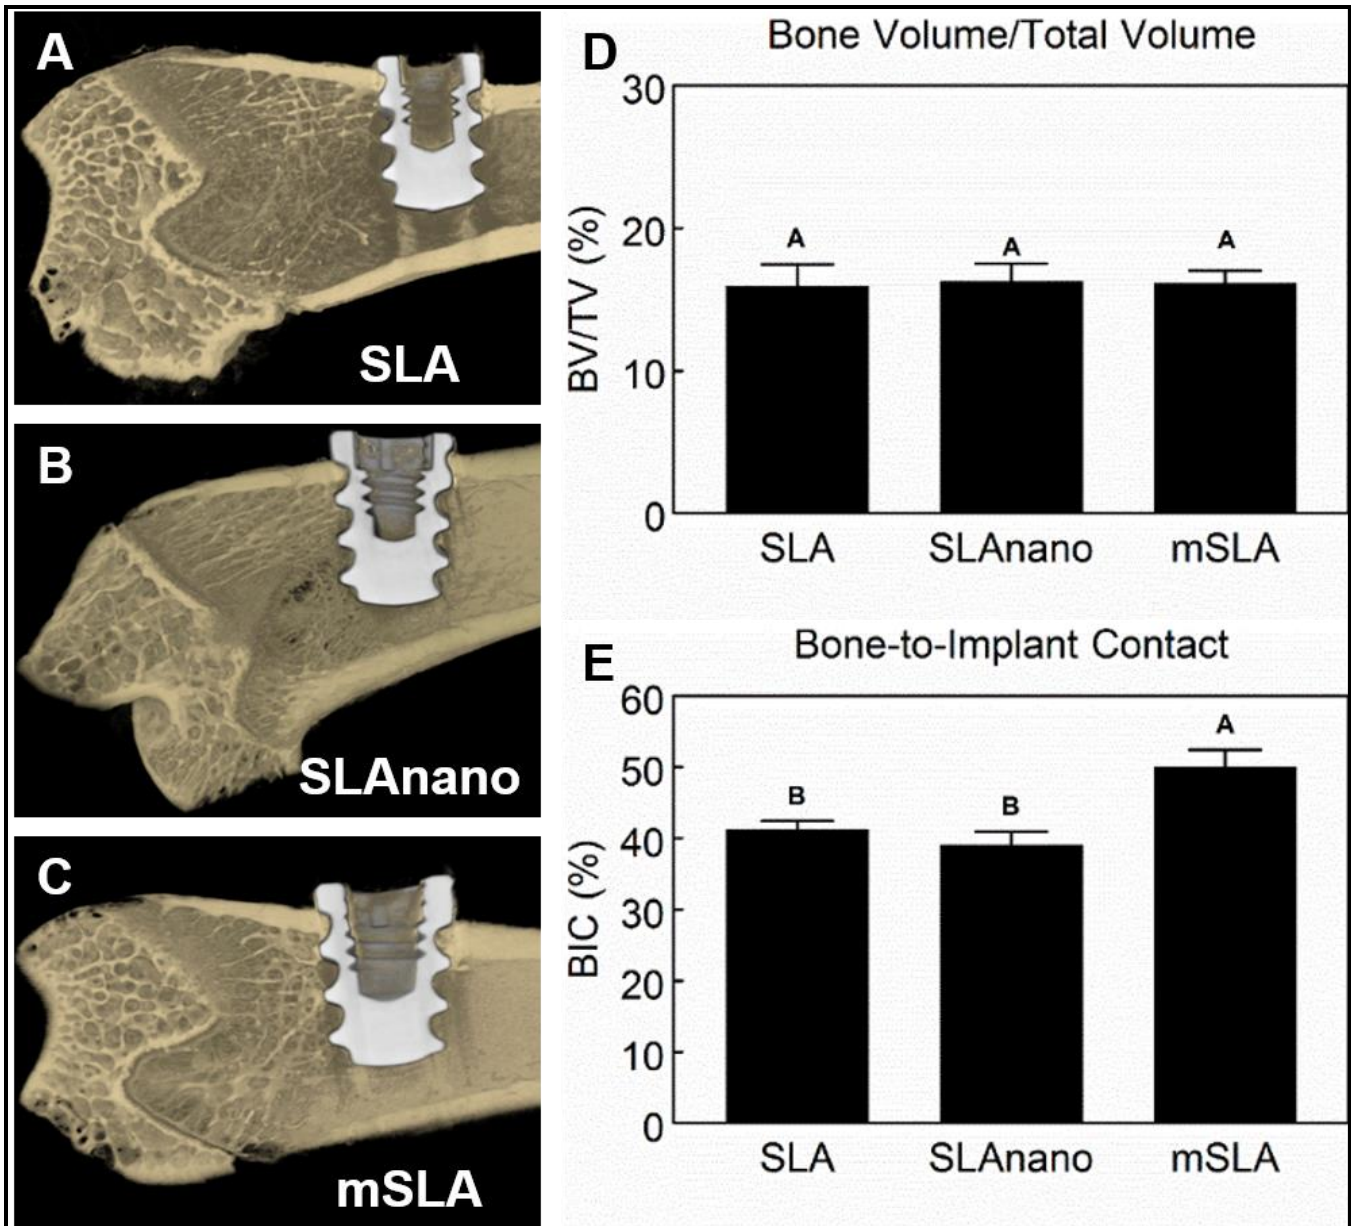 A
SLA
B
SLAnano
C
mSLA
D
Bone Volume/Total Volume
BV/TV (%)
30
20
10
0
A
A
A
SLA
SLAnano
mSLA
E
Bone-to-Implant Contact
BIC (%)
60
50
40
30
20
10
0
B
B
A
SLA
SLAnano
mSLA